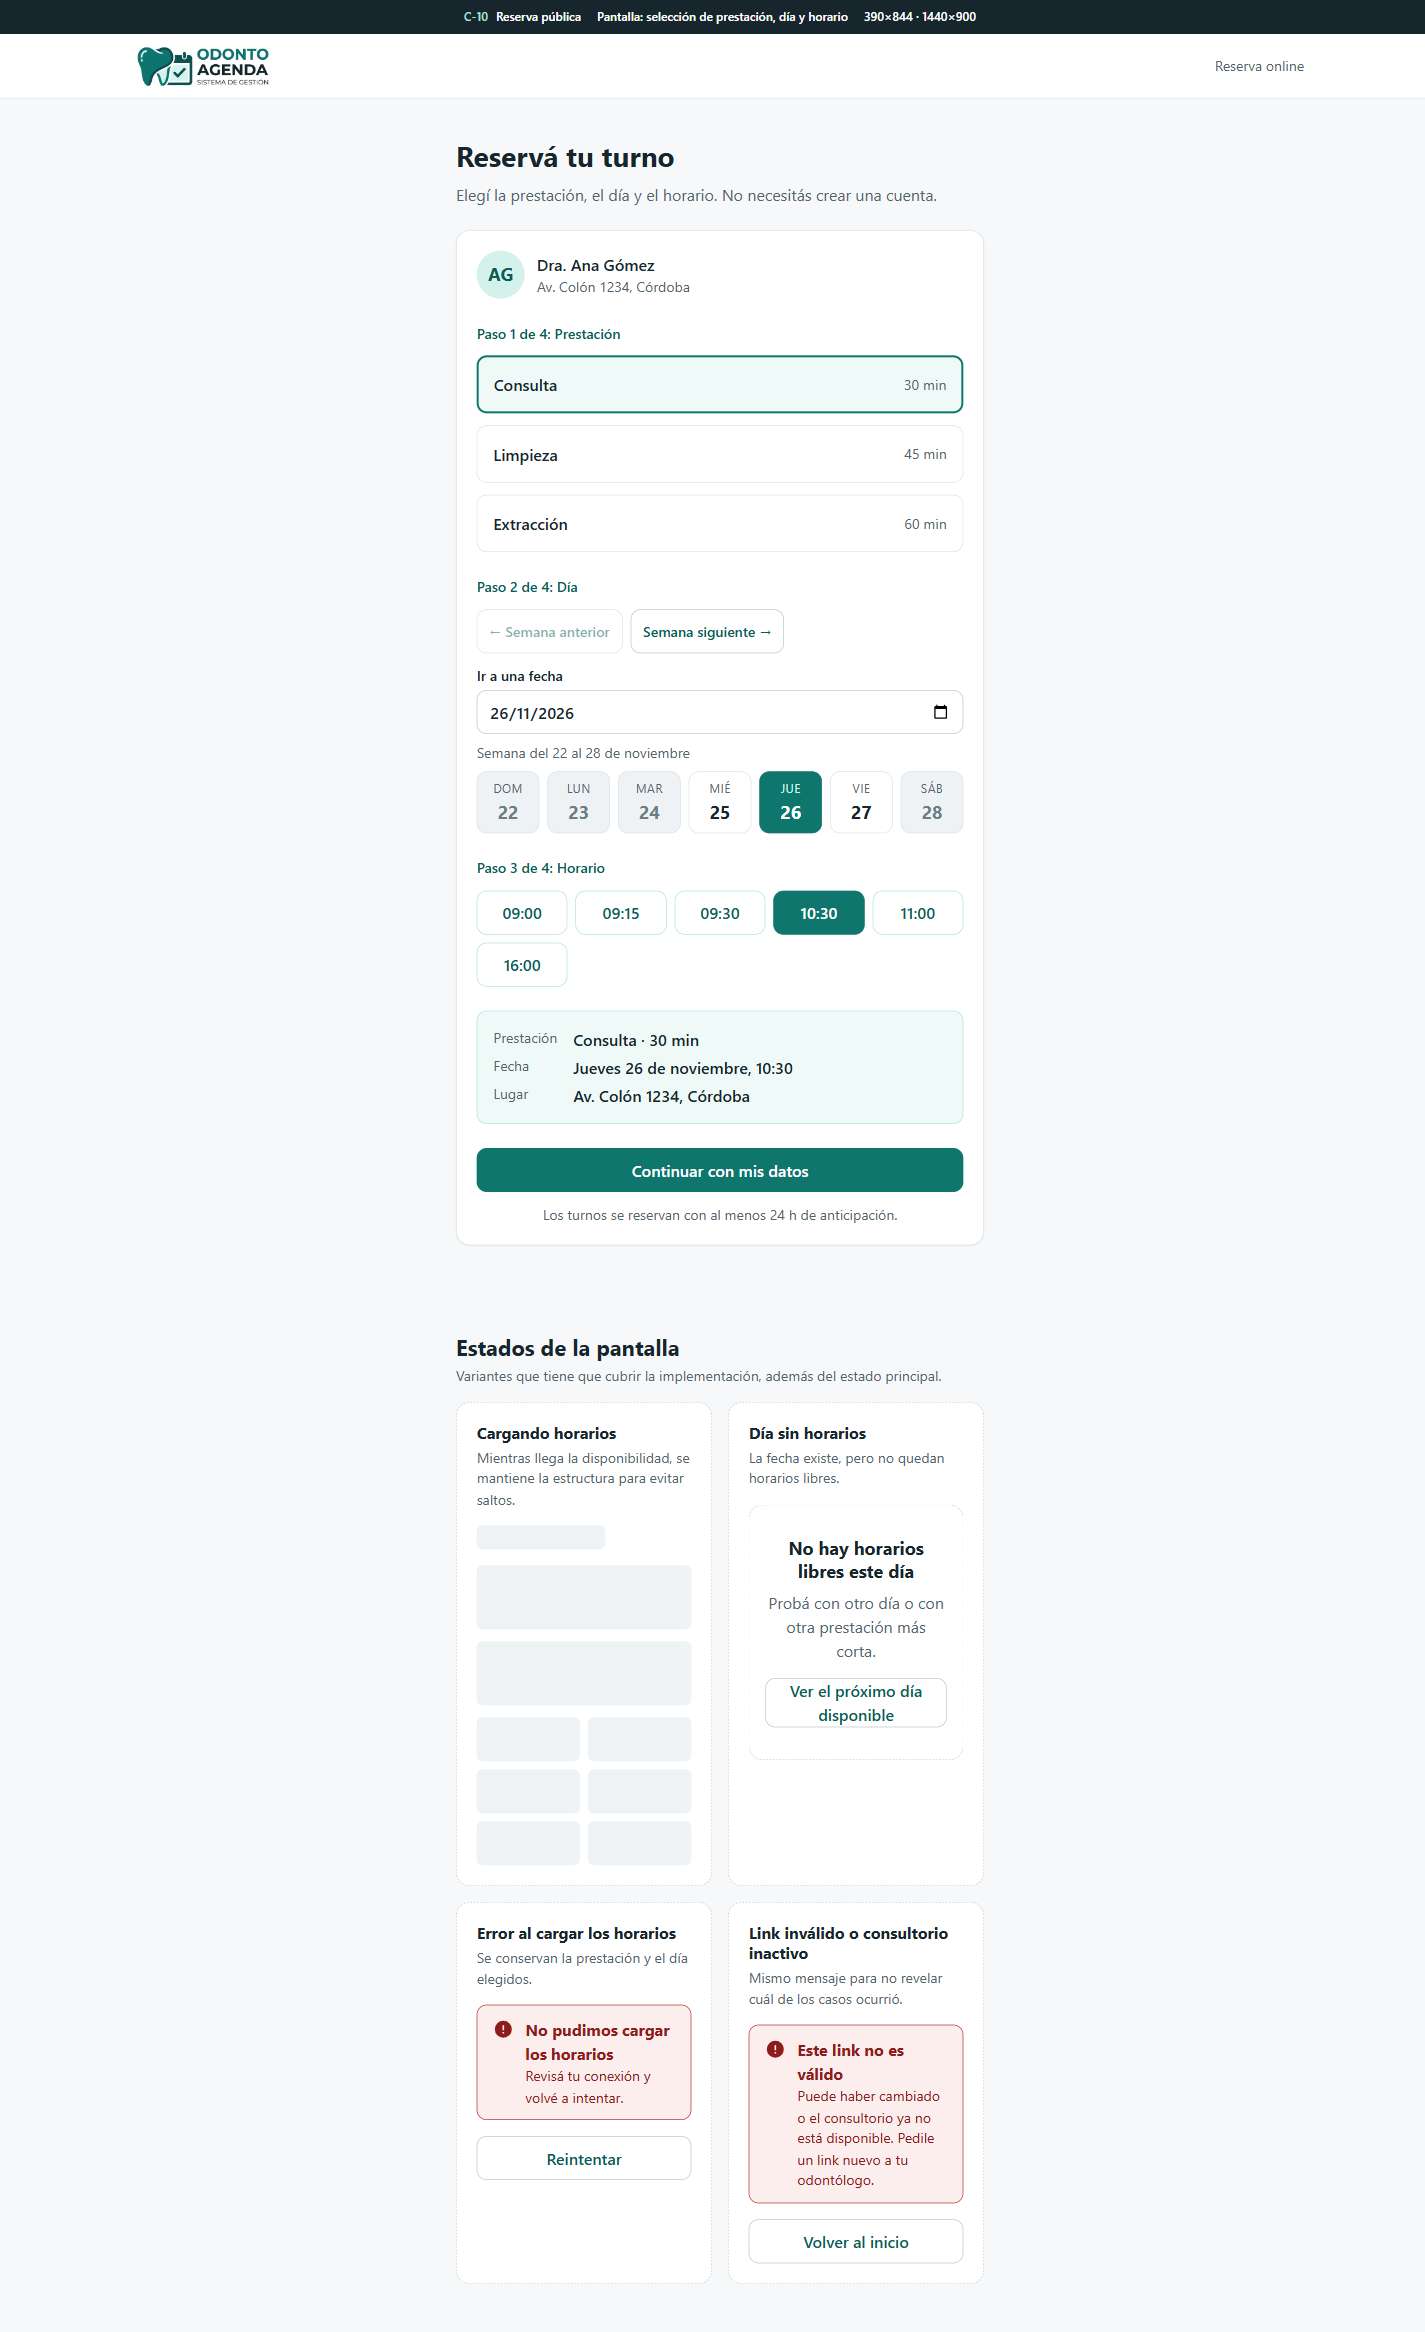 C-10 Reserva pública Pantalla: selección de prestación, día y horario 390×844 · 1440×900
ODONTO
AGENDA
SISTEMA DE GESTIÓN
Reserva online
Reservá tu turno
Elegí la prestación, el día y el horario. No necesitás crear una cuenta.
AG
Dra. Ana Gómez
Av. Colón 1234, Córdoba
Paso 1 de 4: Prestación
Consulta 30 min
Limpieza 45 min
Extracción 60 min
Paso 2 de 4: Día
← Semana anterior Semana siguiente →
Ir a una fecha
26/11/2026
Semana del 22 al 28 de noviembre
DOM LUN MAR MIÉ JUE VIE SÁB
22 23 24 25 26 27 28
Paso 3 de 4: Horario
09:00 09:15 09:30 10:30 11:00
16:00
Prestación Consulta · 30 min
Fecha Jueves 26 de noviembre, 10:30
Lugar Av. Colón 1234, Córdoba
Continuar con mis datos
Los turnos se reservan con al menos 24 h de anticipación.
Estados de la pantalla
Variantes que tiene que cubrir la implementación, además del estado principal.
Cargando horarios
Mientras llega la disponibilidad, se
mantiene la estructura para evitar
saltos.
Día sin horarios
La fecha existe, pero no quedan
horarios libres.
No hay horarios
libres este día
Probá con otro día o con
otra prestación más
corta.
Ver el próximo día
disponible
Error al cargar los horarios
Se conservan la prestación y el día
elegidos.
No pudimos cargar
los horarios
Revisá tu conexión y
volvé a intentar.
Reintentar
Link inválido o consultorio
inactivo
Mismo mensaje para no revelar
cuál de los casos ocurrió.
Este link no es
válido
Puede haber cambiado
o el consultorio ya no
está disponible. Pedile
un link nuevo a tu
odontólogo.
Volver al inicio